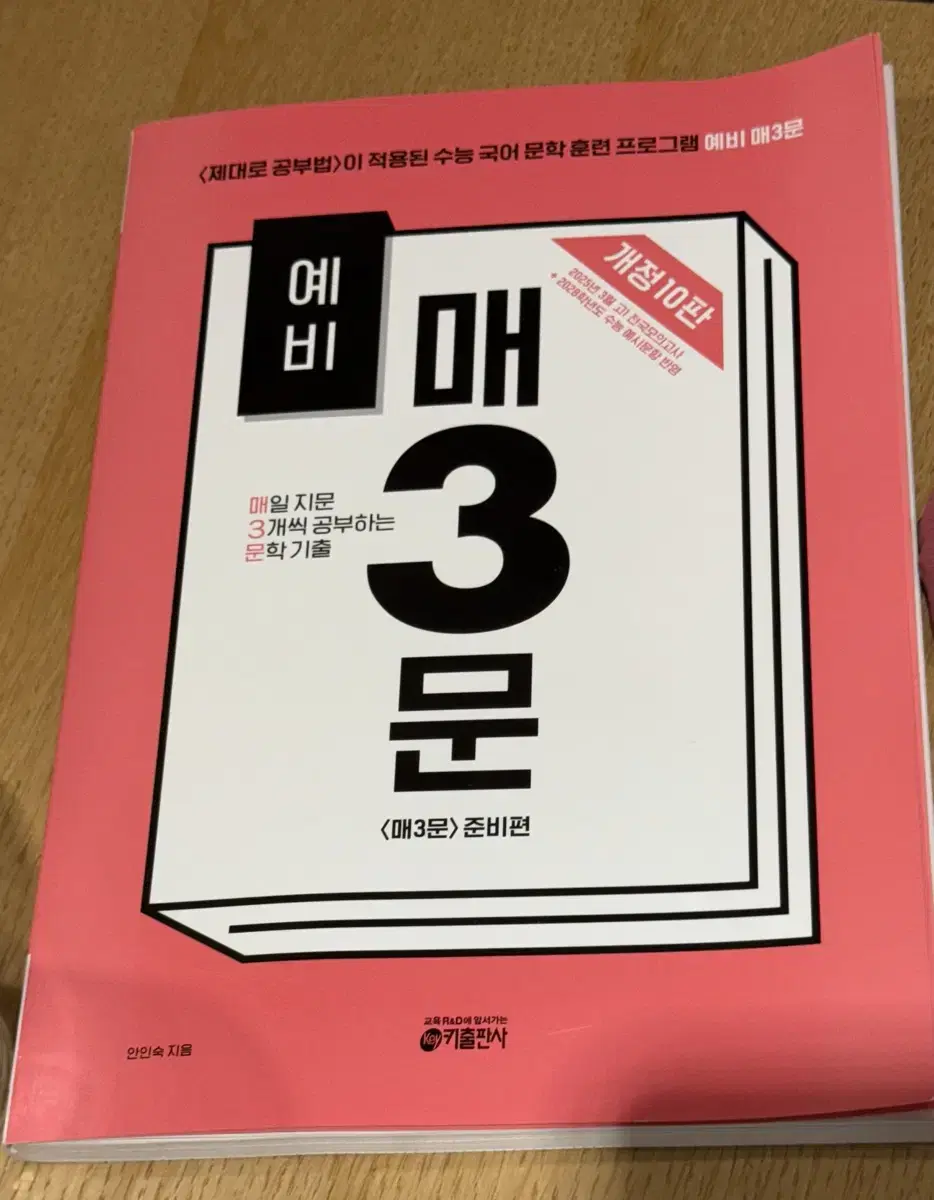 <제대로 공부법>이 적용된 수능 국어 문학 훈련 프로그램 예비 매3문
예비
개정10판
2025년 3월 고1 전국모의고사
+ 2028학년도 수능 예시문항 반영
매3문
매일 지문
3개씩 공부하는
문학 기출
<매3문> 준비편
교육 R&D에 앞서가는
Key 키출판사
안인숙 지음